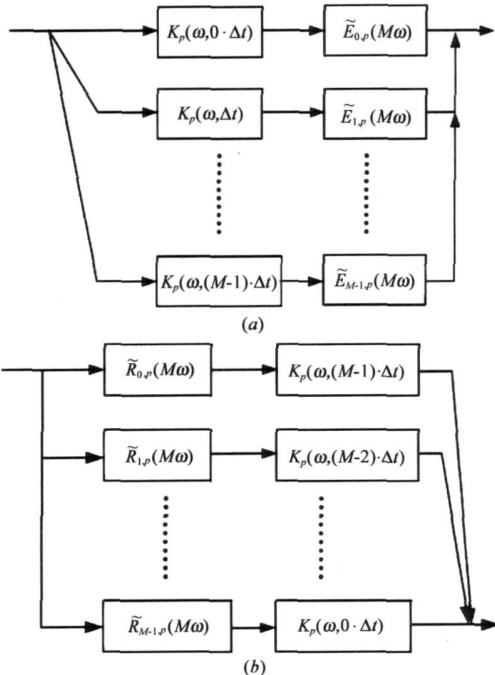 K_p(ω,0·Δt) Ẽ_{0,p}(Mω)
K_p(ω,Δt) Ẽ_{1,p}(Mω)
K_p(ω,(M-1)·Δt) Ẽ_{M-1,p}(Mω)
(a)
R̃_{0,p}(Mω) K_p(ω,(M-1)·Δt)
R̃_{1,p}(Mω) K_p(ω,(M-2)·Δt)
R̃_{M-1,p}(Mω) K_p(ω,0·Δt)
(b)